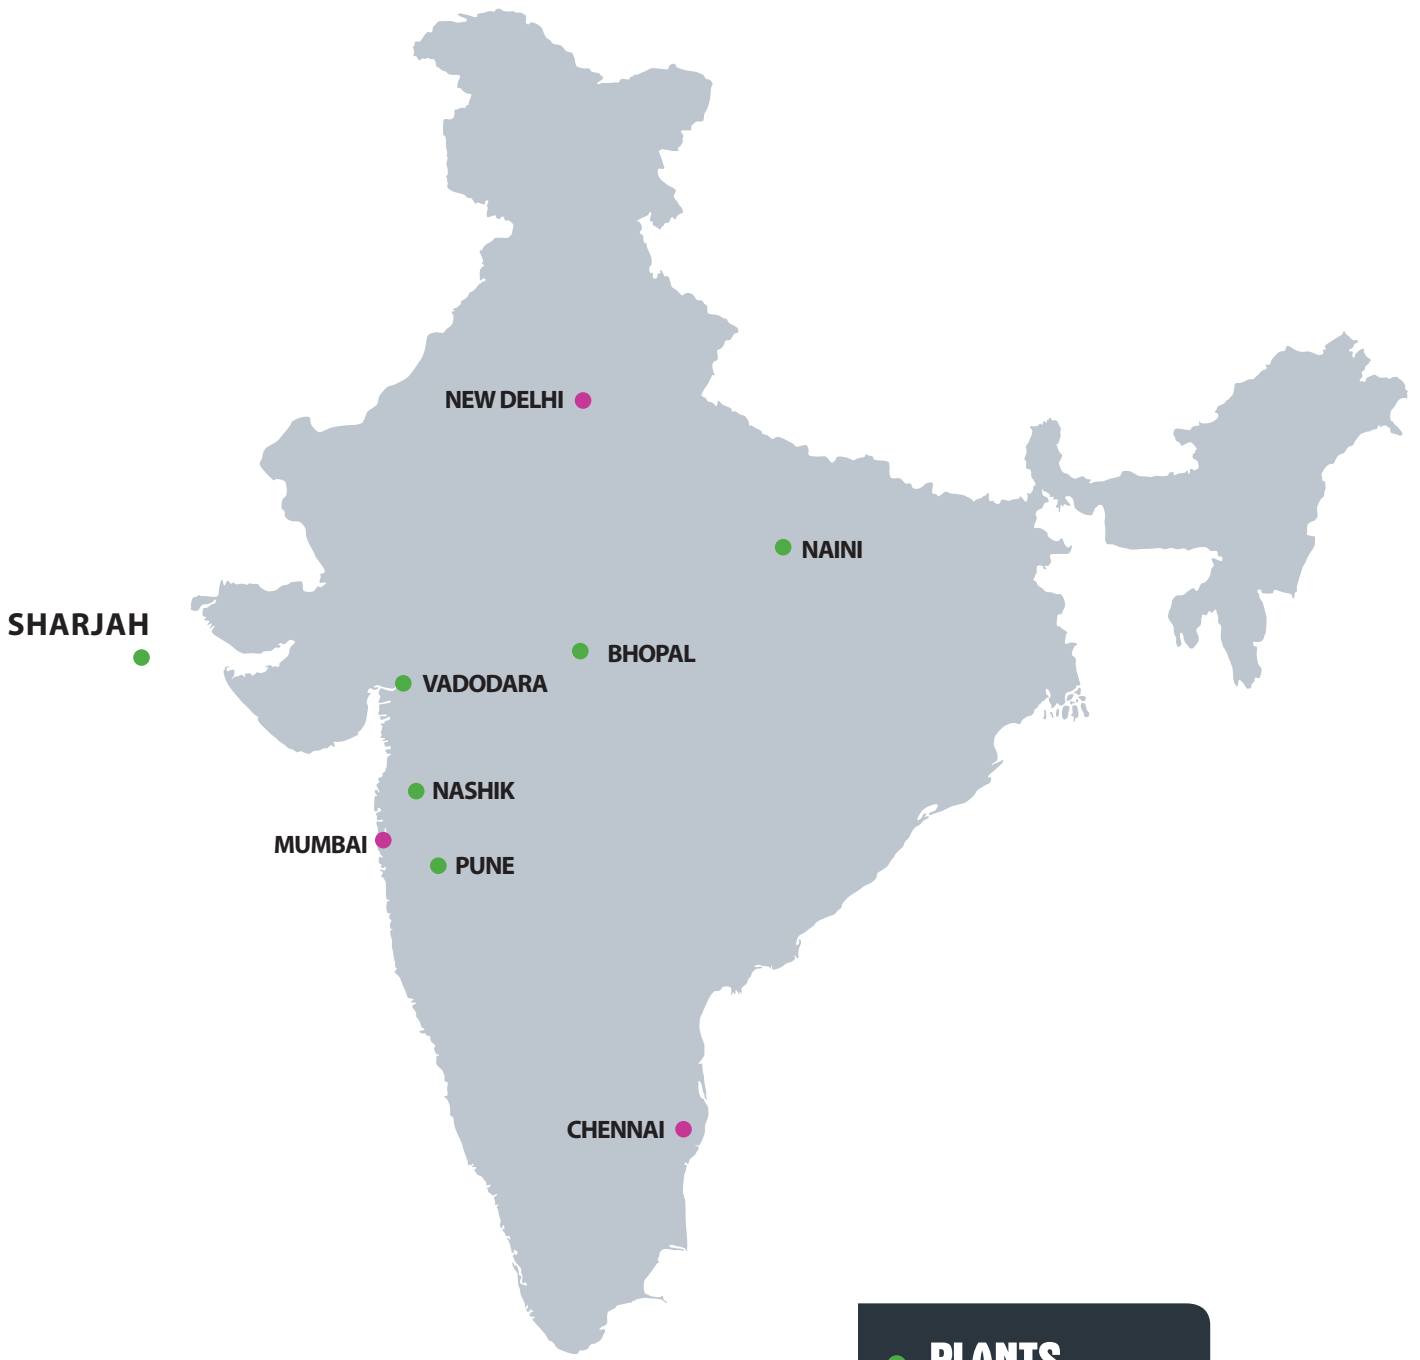 NEW DELHI
NAINI
SHARJAH
BHOPAL
VADODARA
NASHIK
MUMBAI
PUNE
CHENNAI
PLANTS